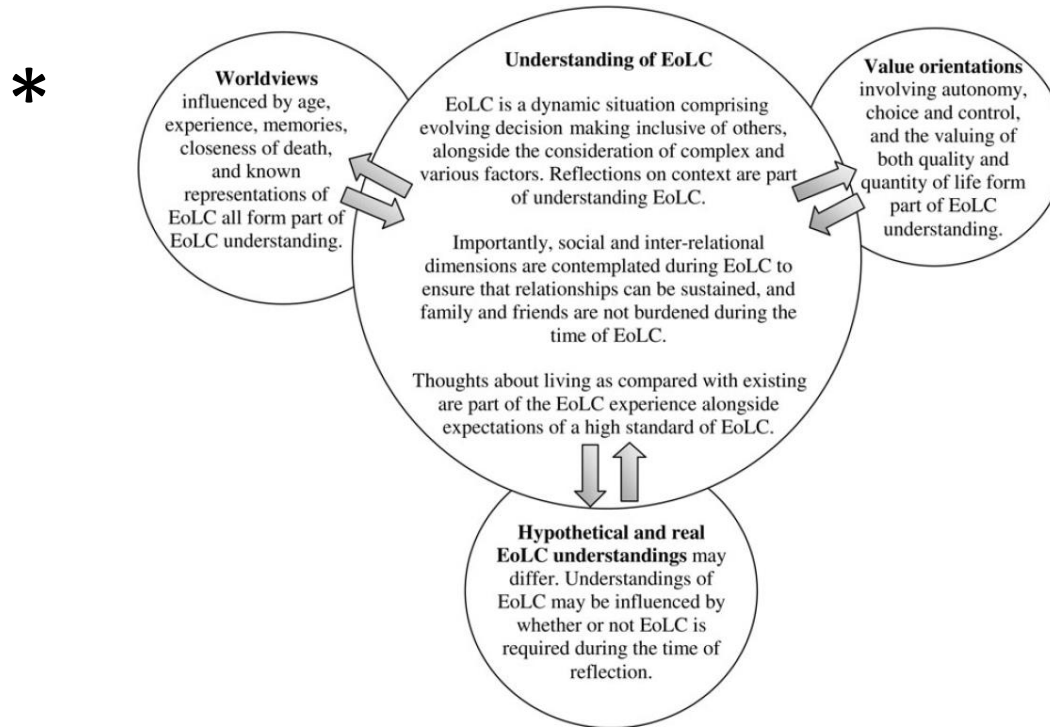 *
Worldviews
influenced by age,
experience, memories,
closeness of death,
and known
representations of
EoLC all form part of
EoLC understanding.
Understanding of EoLC
EoLC is a dynamic situation comprising
evolving decision making inclusive of others,
alongside the consideration of complex and
various factors. Reflections on context are part
of understanding EoLC.
Importantly, social and inter-relational
dimensions are contemplated during EoLC to
ensure that relationships can be sustained, and
family and friends are not burdened during the
time of EoLC.
Thoughts about living as compared with existing
are part of the EoLC experience alongside
expectations of a high standard of EoLC.
Value orientations
involving autonomy,
choice and control,
and the valuing of
both quality and
quantity of life form
part of EoLC
understanding.
Hypothetical and real
EoLC understandings may
differ. Understandings of
EoLC may be influenced by
whether or not EoLC is
required during the time of
reflection.